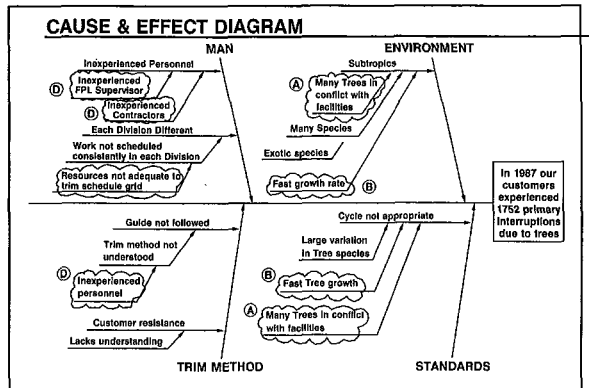 CAUSE & EFFECT DIAGRAM
MAN
ENVIRONMENT
Inexperienced Personnel
D
Inexperienced
FPL Supervisor
D
Inexperienced
Contractors
Each Division Different
Work not scheduled
consistently in each Division
Resources not adequate to
trim schedule grid
Subtropics
A
Many Trees in
conflict with
facilities
Many Species
Exotic species
Fast growth rate
B
In 1987 our
customers
experienced
1752 primary
interruptions
due to trees
Guide not followed
Trim method not
understood
D
Inexperienced
personnel
Customer resistance
Lacks understanding
Cycle not appropriate
Large variation
in Tree species
B
Fast Tree growth
A
Many Trees in conflict
with facilities
TRIM METHOD
STANDARDS